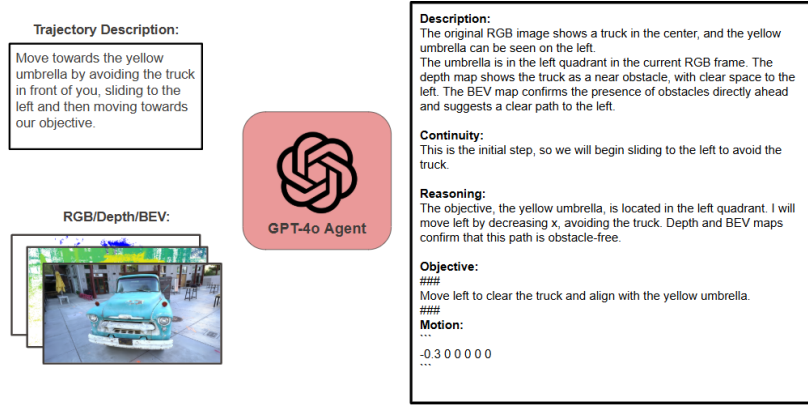 Trajectory Description:
Move towards the yellow
umbrella by avoiding the truck
in front of you, sliding to the
left and then moving towards
our objective.
RGB/Depth/BEV:
GPT-4o Agent
Description:
The original RGB image shows a truck in the center, and the yellow
umbrella can be seen on the left.
The umbrella is in the left quadrant in the current RGB frame. The
depth map shows the truck as a near obstacle, with clear space to the
left. The BEV map confirms the presence of obstacles directly ahead
and suggests a clear path to the left.
Continuity:
This is the initial step, so we will begin sliding to the left to avoid the
truck.
Reasoning:
The objective, the yellow umbrella, is located in the left quadrant. I will
move left by decreasing x, avoiding the truck. Depth and BEV maps
confirm that this path is obstacle-free.
Objective:
###
Move left to clear the truck and align with the yellow umbrella.
###
Motion:
```
-0.3 0 0 0 0 0
```